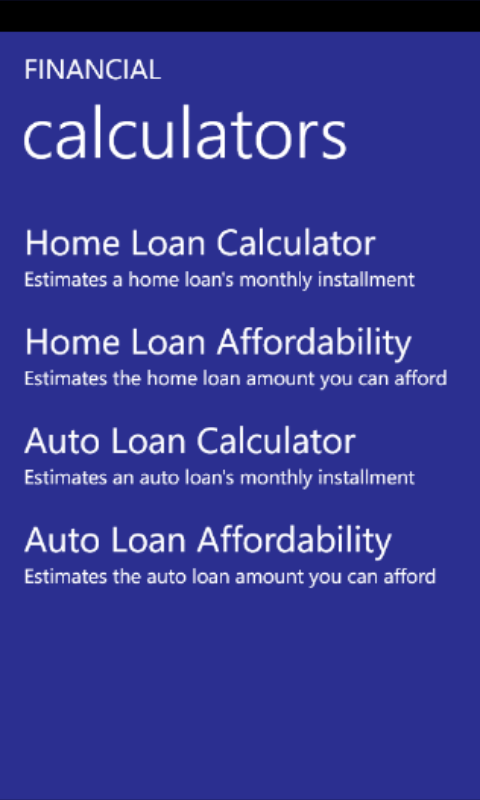 FINANCIAL
calculators
Home Loan Calculator
Estimates a home loan's monthly installment
Home Loan Affordability
Estimates the home loan amount you can afford
Auto Loan Calculator
Estimates an auto loan's monthly installment
Auto Loan Affordability
Estimates the auto loan amount you can afford